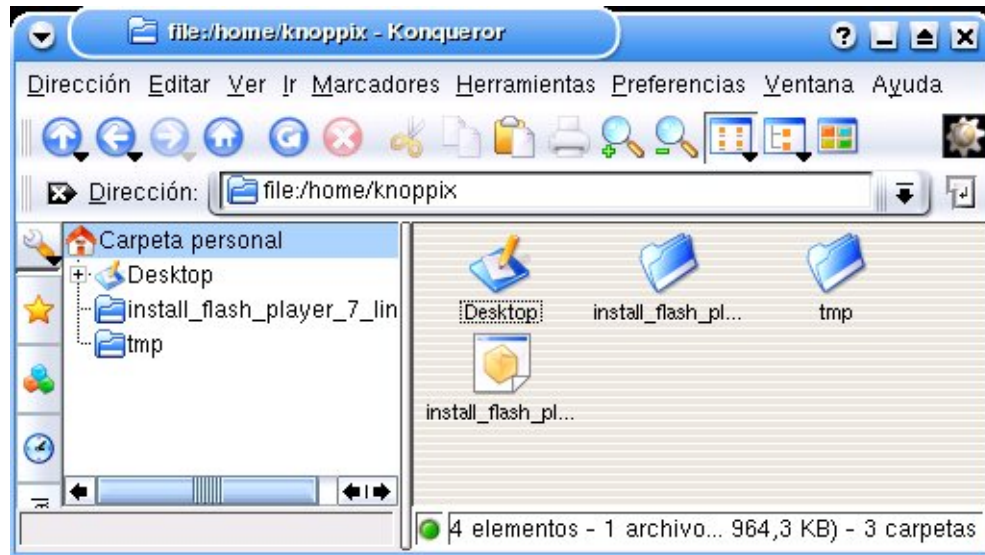 file:/home/knoppix - Konqueror
Dirección Editar Ver Ir Marcadores Herramientas Preferencias Ventana Ayuda
Dirección: file:/home/knoppix
Carpeta personal
Desktop
install_flash_player_7_lin
tmp
Desktop install_flash_pl... tmp
install_flash_pl...
4 elementos - 1 archivo... 964,3 KB) - 3 carpetas